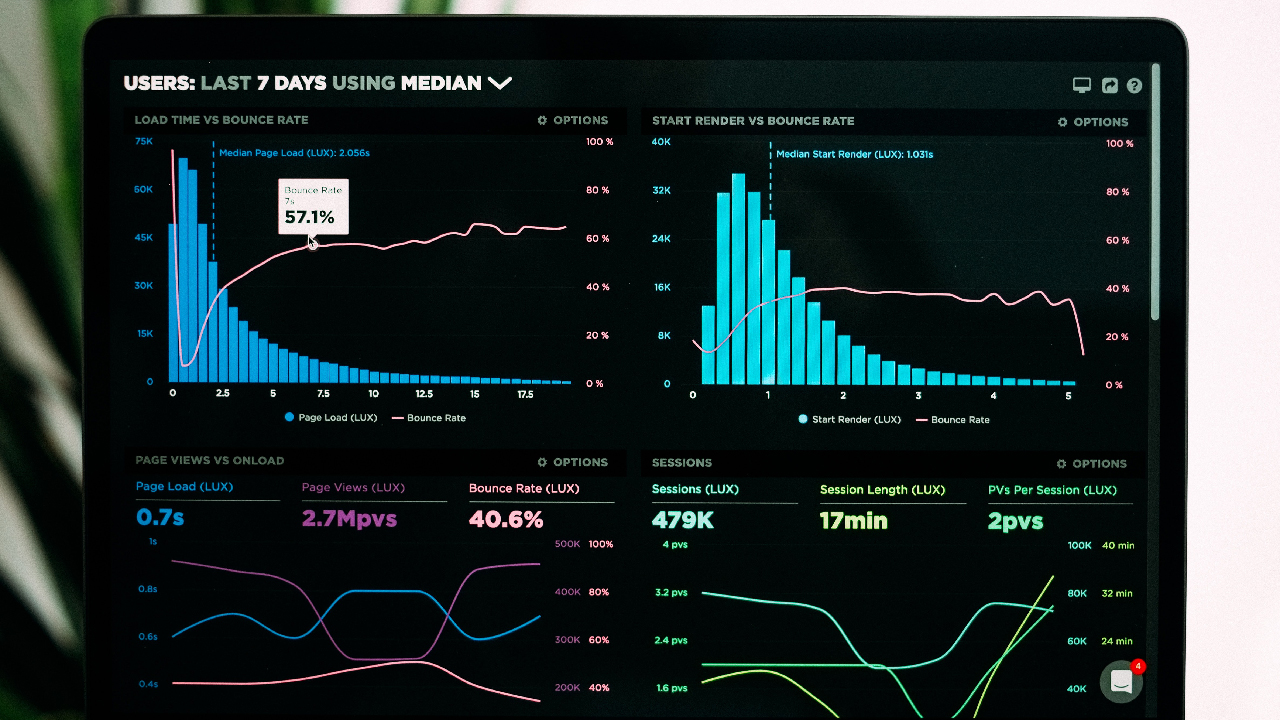 USERS: LAST 7 DAYS USING MEDIAN
LOAD TIME VS BOUNCE RATE
OPTIONS
75K
60K
45K
30K
15K
0
Median Page Load (LUX): 2.056s
Bounce Rate
7s
57.1%
100 %
80 %
60 %
40 %
20 %
0 %
0 2.5 5 7.5 10 12.5 15 17.5
Page Load (LUX) Bounce Rate
START RENDER VS BOUNCE RATE
OPTIONS
40K
32K
24K
16K
8K
0
Median Start Render (LUX): 1.031s
100 %
80 %
60 %
40 %
20 %
0 %
0 1 2 3 4 5
Start Render (LUX) Bounce Rate
PAGE VIEWS VS ONLOAD
OPTIONS
Page Load (LUX)
0.7s
Page Views (LUX)
2.7Mpvs
Bounce Rate (LUX)
40.6%
1s
0.8s
0.6s
0.4s
500K 100%
400K 80%
300K 60%
200K 40%
SESSIONS
OPTIONS
Sessions (LUX)
479K
Session Length (LUX)
17min
PVs Per Session (LUX)
2pvs
4 pvs
3.2 pvs
2.4 pvs
1.6 pvs
100K 40 min
80K 32 min
60K 24 min
40K
4